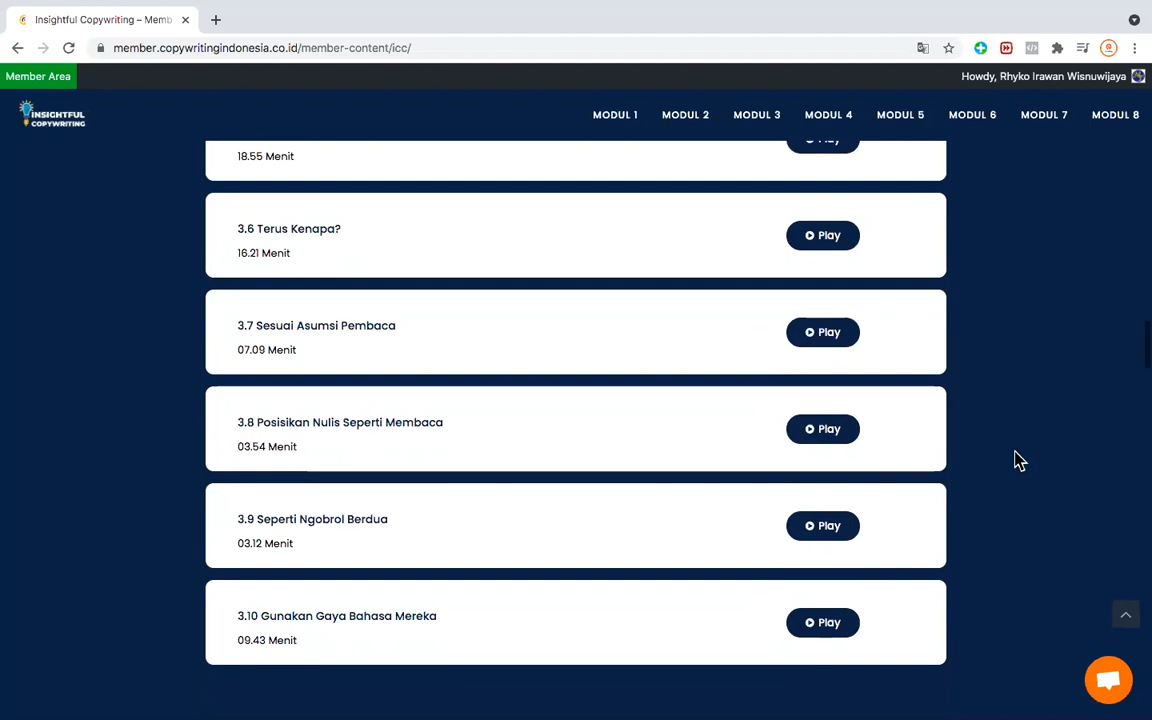 Insightful Copywriting – Memb
member.copywritingindonesia.co.id/member-content/icc/
Member Area
Howdy, Rhyko Irawan Wisnuwijaya
INSIGHTFUL
COPYWRITING
MODUL 1
MODUL 2
MODUL 3
MODUL 4
MODUL 5
MODUL 6
MODUL 7
MODUL 8
Play
18.55 Menit
3.6 Terus Kenapa?
16.21 Menit
Play
3.7 Sesuai Asumsi Pembaca
07.09 Menit
Play
3.8 Posisikan Nulis Seperti Membaca
03.54 Menit
Play
3.9 Seperti Ngobrol Berdua
03.12 Menit
Play
3.10 Gunakan Gaya Bahasa Mereka
09.43 Menit
Play